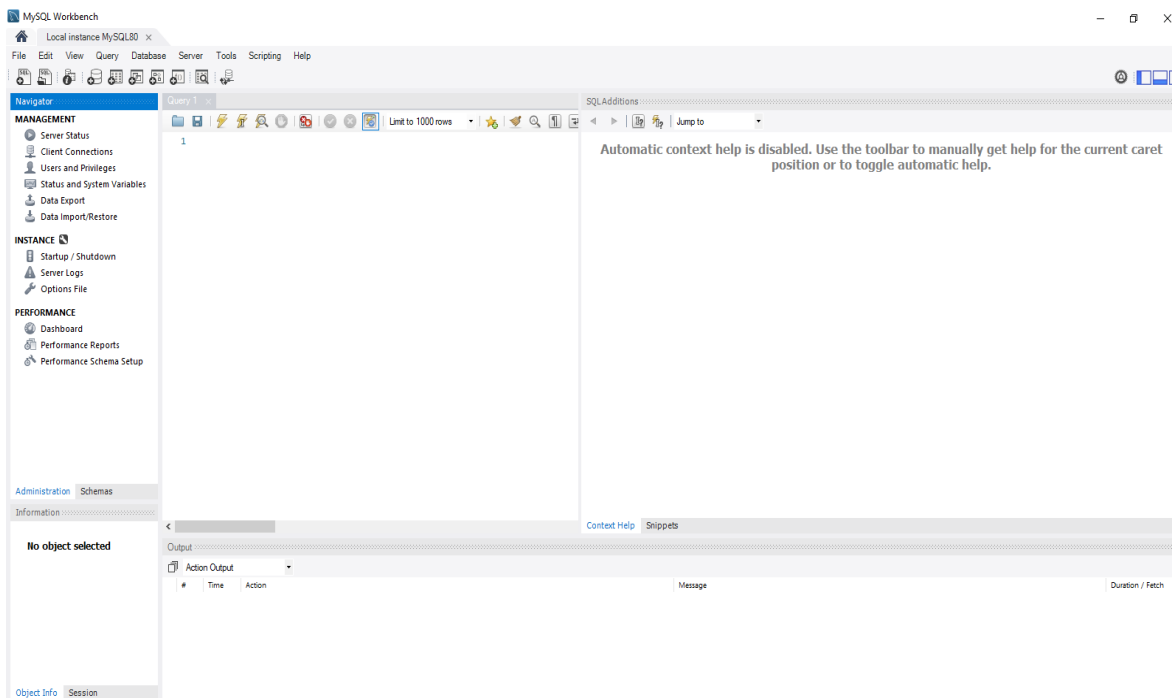 MySQL Workbench
Local instance MySQL80
File Edit View Query Database Server Tools Scripting Help
Navigator
MANAGEMENT
Server Status
Client Connections
Users and Privileges
Status and System Variables
Data Export
Data Import/Restore
INSTANCE
Startup / Shutdown
Server Logs
Options File
PERFORMANCE
Dashboard
Performance Reports
Performance Schema Setup
Administration Schemas
Information
No object selected
Object Info Session
Query 1
Limit to 1000 rows
1
SQLAdditions
Jump to
Automatic context help is disabled. Use the toolbar to manually get help for the current caret
position or to toggle automatic help.
Context Help Snippets
Output
Action Output
# Time Action Message Duration / Fetch